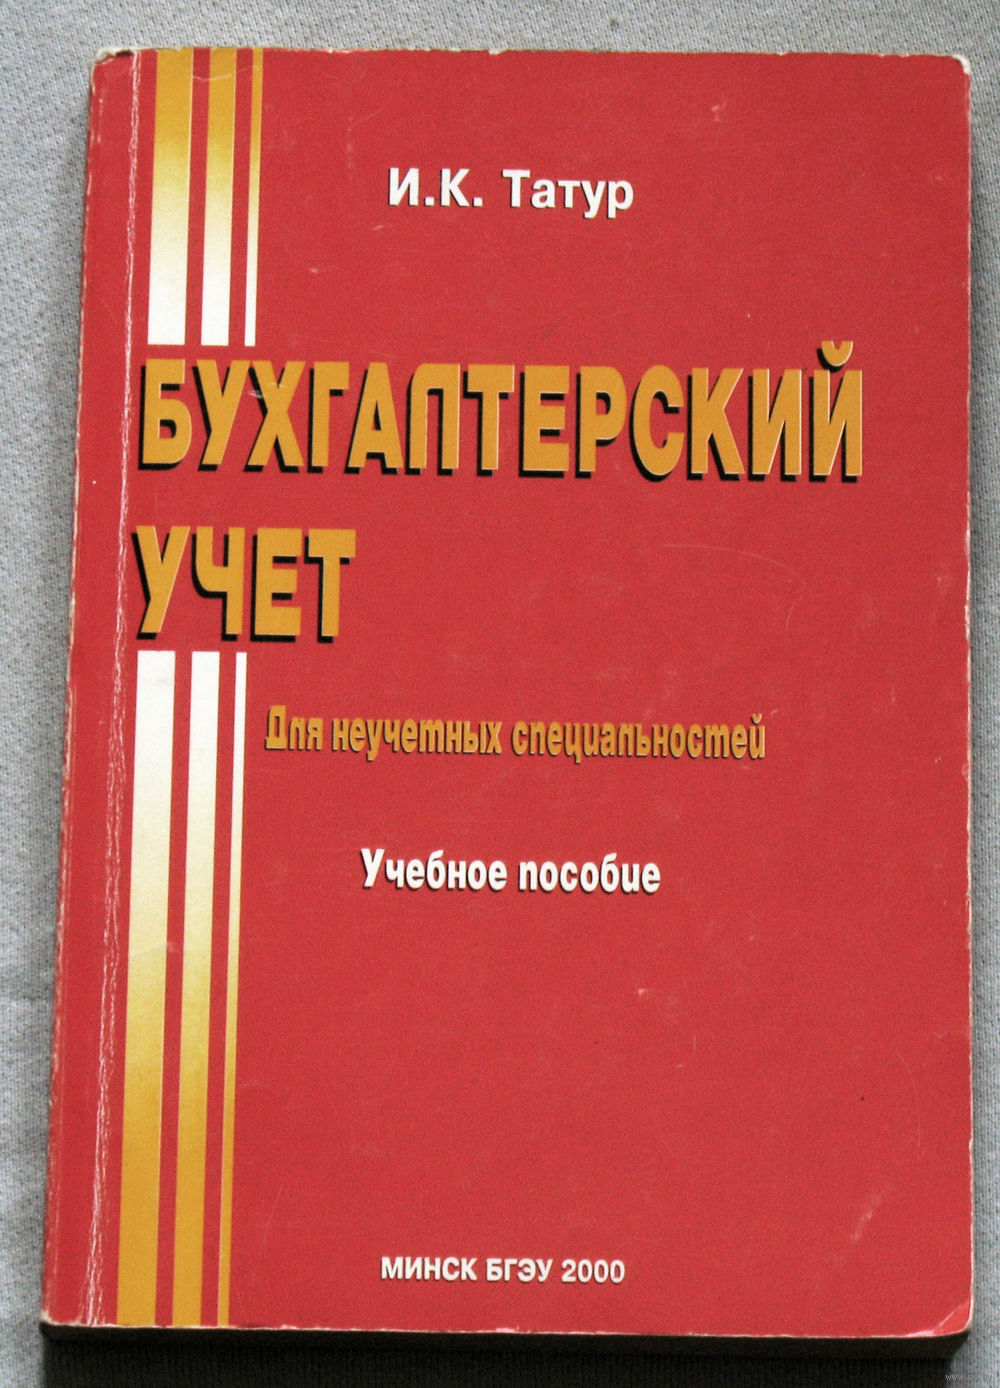 И.К. Татур
БУХГАЛТЕРСКИЙ
УЧЕТ
Для неучетных специальностей
Учебное пособие
МИНСК БГЭУ 2000